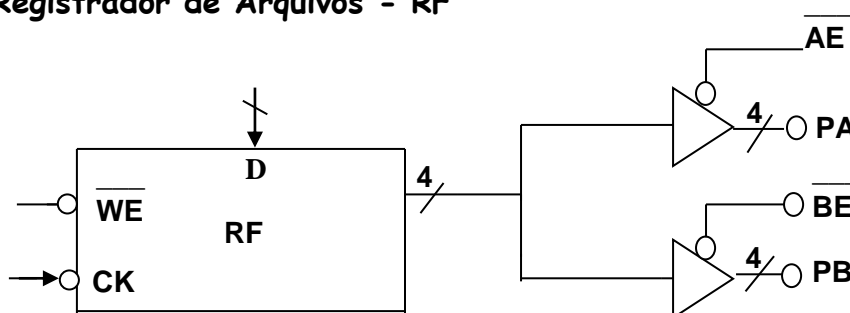 Registrador de Arquivos - RF
AE
4
PA
D
4
WE
BE
RF
4
CK
PB